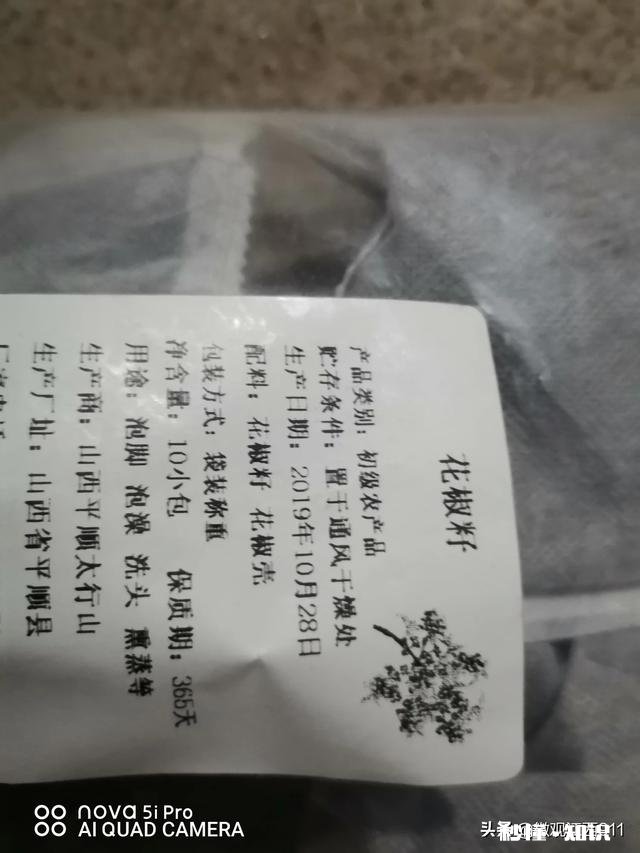 花椒籽
产品类别：初级农产品
贮存条件：置于通风干燥处
生产日期：2019年10月28日
配料：花椒籽 花椒壳
包装方式：袋装称重
净含量：10小包 保质期：365天
用途：泡脚 泡澡 洗头 熏蒸等
生产商：山西平顺太行山
生产厂址：山西省平顺县
nova 5i Pro
AI QUAD CAMERA
秒懂·知识